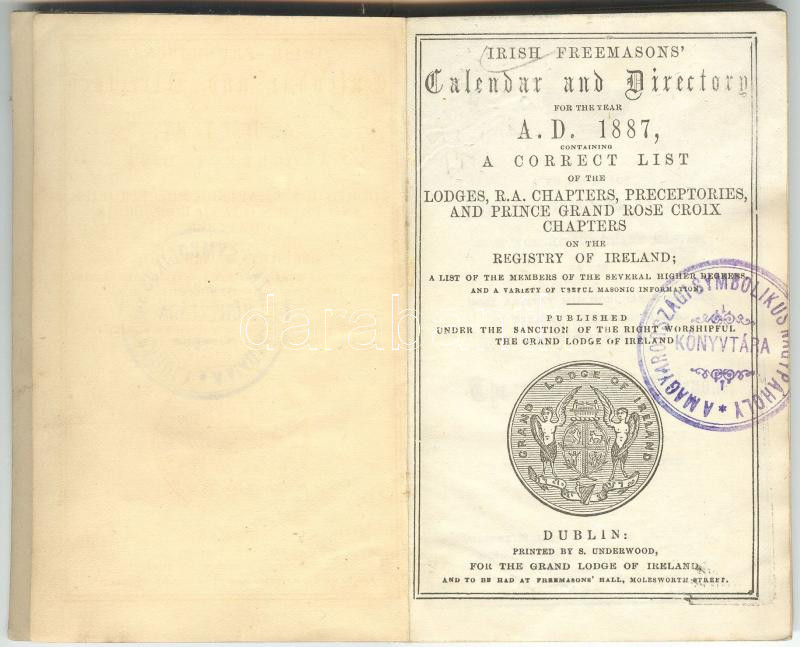 IRISH FREEMASONS'
Calendar and Directory
FOR THE YEAR
A. D. 1887,
CONTAINING
A CORRECT LIST
OF THE
LODGES, R.A. CHAPTERS, PRECEPTORIES,
AND PRINCE GRAND ROSE CROIX
CHAPTERS
ON THE
REGISTRY OF IRELAND;
A LIST OF THE MEMBERS OF THE SEVERAL HIGHER DEGREES,
AND A VARIETY OF USEFUL MASONIC INFORMATION.
PUBLISHED
UNDER THE SANCTION OF THE RIGHT WORSHIPFUL
THE GRAND LODGE OF IRELAND
GRAND LODGE OF IRELAND
DUBLIN:
PRINTED BY S. UNDERWOOD,
FOR THE GRAND LODGE OF IRELAND,
AND TO BE HAD AT FREEMASONS' HALL, MOLESWORTH STREET.
A MAGYARORSZÁGI SYMBOLIKUS NAGYPÁHOLY *
KÖNYVTÁRA